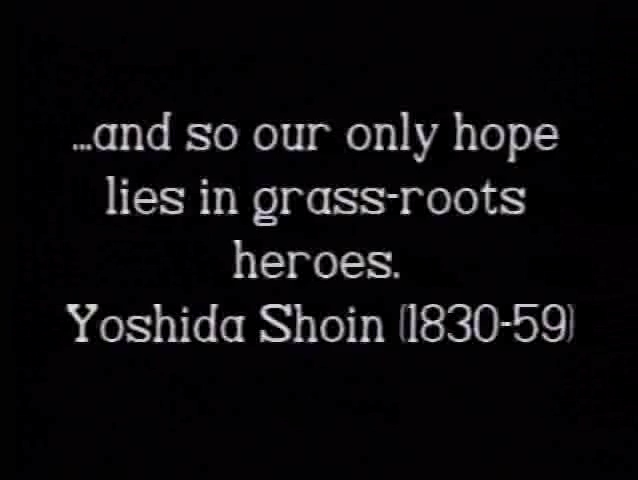 ...and so our only hope
lies in grass-roots
heroes.
Yoshida Shoin (1830-59)